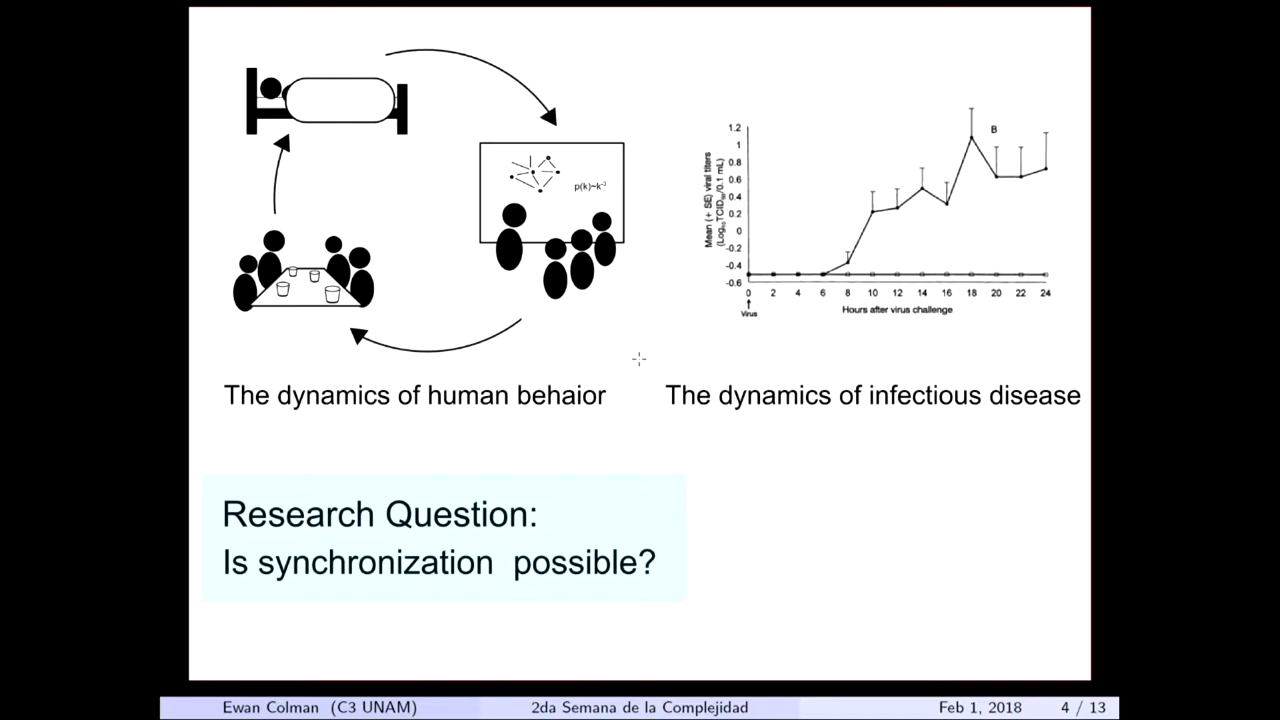 p(k)~k⁻³
B
Mean (+ SE) viral titers
(Log₁₀TCID₅₀/0.1 mL)
1.2
1
0.8
0.6
0.4
0.2
0
-0.2
-0.4
-0.6
0 2 4 6 8 10 12 14 16 18 20 22 24
Virus
Hours after virus challenge
The dynamics of human behaior
The dynamics of infectious disease
Research Question:
Is synchronization possible?
Ewan Colman (C3 UNAM) 2da Semana de la Complejidad Feb 1, 2018 4 / 13